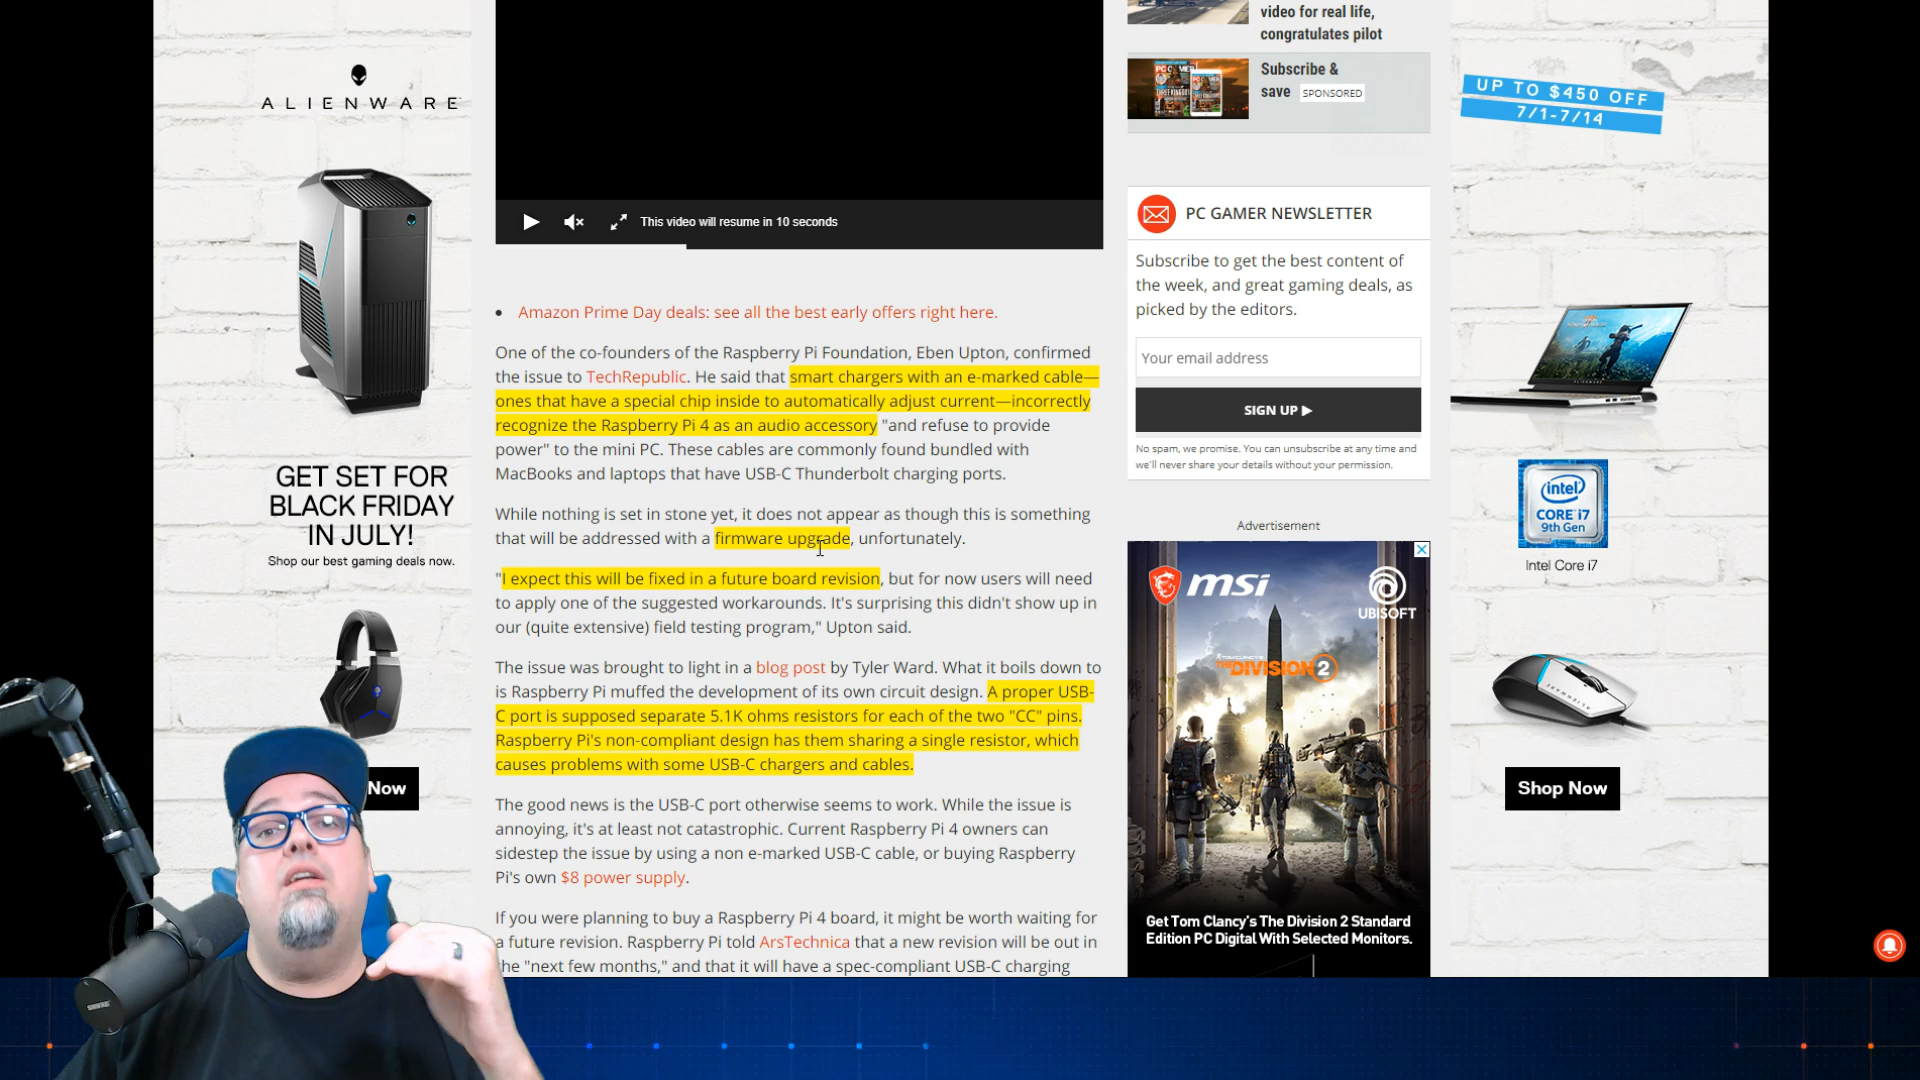 ALIENWARE
GET SET FOR
BLACK FRIDAY
IN JULY!
Shop our best gaming deals now.
Now
This video will resume in 10 seconds
• Amazon Prime Day deals: see all the best early offers right here.
One of the co-founders of the Raspberry Pi Foundation, Eben Upton, confirmed
the issue to TechRepublic. He said that smart chargers with an e-marked cable—
ones that have a special chip inside to automatically adjust current—incorrectly
recognize the Raspberry Pi 4 as an audio accessory "and refuse to provide
power" to the mini PC. These cables are commonly found bundled with
MacBooks and laptops that have USB-C Thunderbolt charging ports.
While nothing is set in stone yet, it does not appear as though this is something
that will be addressed with a firmware upgrade, unfortunately.
"I expect this will be fixed in a future board revision, but for now users will need
to apply one of the suggested workarounds. It's surprising this didn't show up in
our (quite extensive) field testing program," Upton said.
The issue was brought to light in a blog post by Tyler Ward. What it boils down to
is Raspberry Pi muffed the development of its own circuit design. A proper USB-
C port is supposed separate 5.1K ohms resistors for each of the two "CC" pins.
Raspberry Pi's non-compliant design has them sharing a single resistor, which
causes problems with some USB-C chargers and cables.
The good news is the USB-C port otherwise seems to work. While the issue is
annoying, it's at least not catastrophic. Current Raspberry Pi 4 owners can
sidestep the issue by using a non e-marked USB-C cable, or buying Raspberry
Pi's own $8 power supply.
If you were planning to buy a Raspberry Pi 4 board, it might be worth waiting for
a future revision. Raspberry Pi told ArsTechnica that a new revision will be out in
the "next few months," and that it will have a spec-compliant USB-C charging
video for real life,
congratulates pilot
PC GAMER
Subscribe &
save SPONSORED
PC GAMER NEWSLETTER
Subscribe to get the best content of
the week, and great gaming deals, as
picked by the editors.
Your email address
SIGN UP ▶
No spam, we promise. You can unsubscribe at any time and
we'll never share your details without your permission.
Advertisement
msi
UBISOFT
THE DIVISION 2
Get Tom Clancy's The Division 2 Standard
Edition PC Digital With Selected Monitors.
UP TO $450 OFF
7/1-7/14
intel
CORE i7
9th Gen
Intel Core i7
Shop Now
SHURE